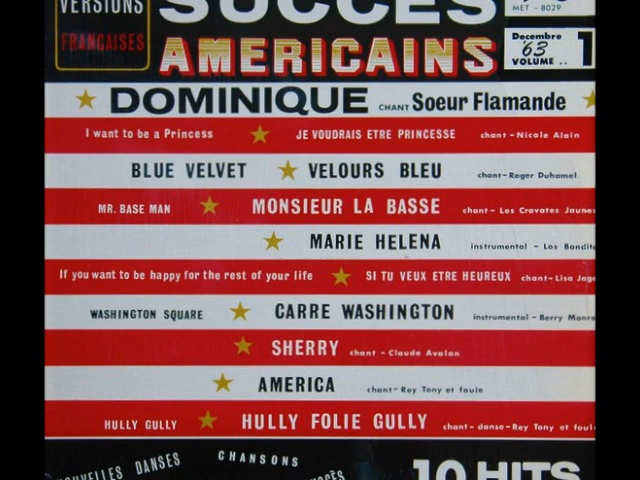 VERSIONS
FRANÇAISES
SUCCES
AMERICAINS
MET - 8029
Decembre
'63
VOLUME .. 1
DOMINIQUE CHANT Soeur Flamande
I want to be a Princess JE VOUDRAIS ETRE PRINCESSE chant - Nicole Alain
BLUE VELVET VELOURS BLEU chant - Roger Duhamel
MR. BASE MAN MONSIEUR LA BASSE chant - Les Cravates Jaune
MARIE HELENA instrumental - Los Bandit
If you want to be happy for the rest of your life SI TU VEUX ETRE HEUREUX chant - Lisa Jage
WASHINGTON SQUARE CARRE WASHINGTON instrumental - Berry Monro
SHERRY chant - Claude Avalon
AMERICA chant - Rey Tony et foule
HULLY GULLY HULLY FOLIE GULLY chant - danse - Rey Tony et foul
NOUVELLES DANSES CHANSONS
10 HITS